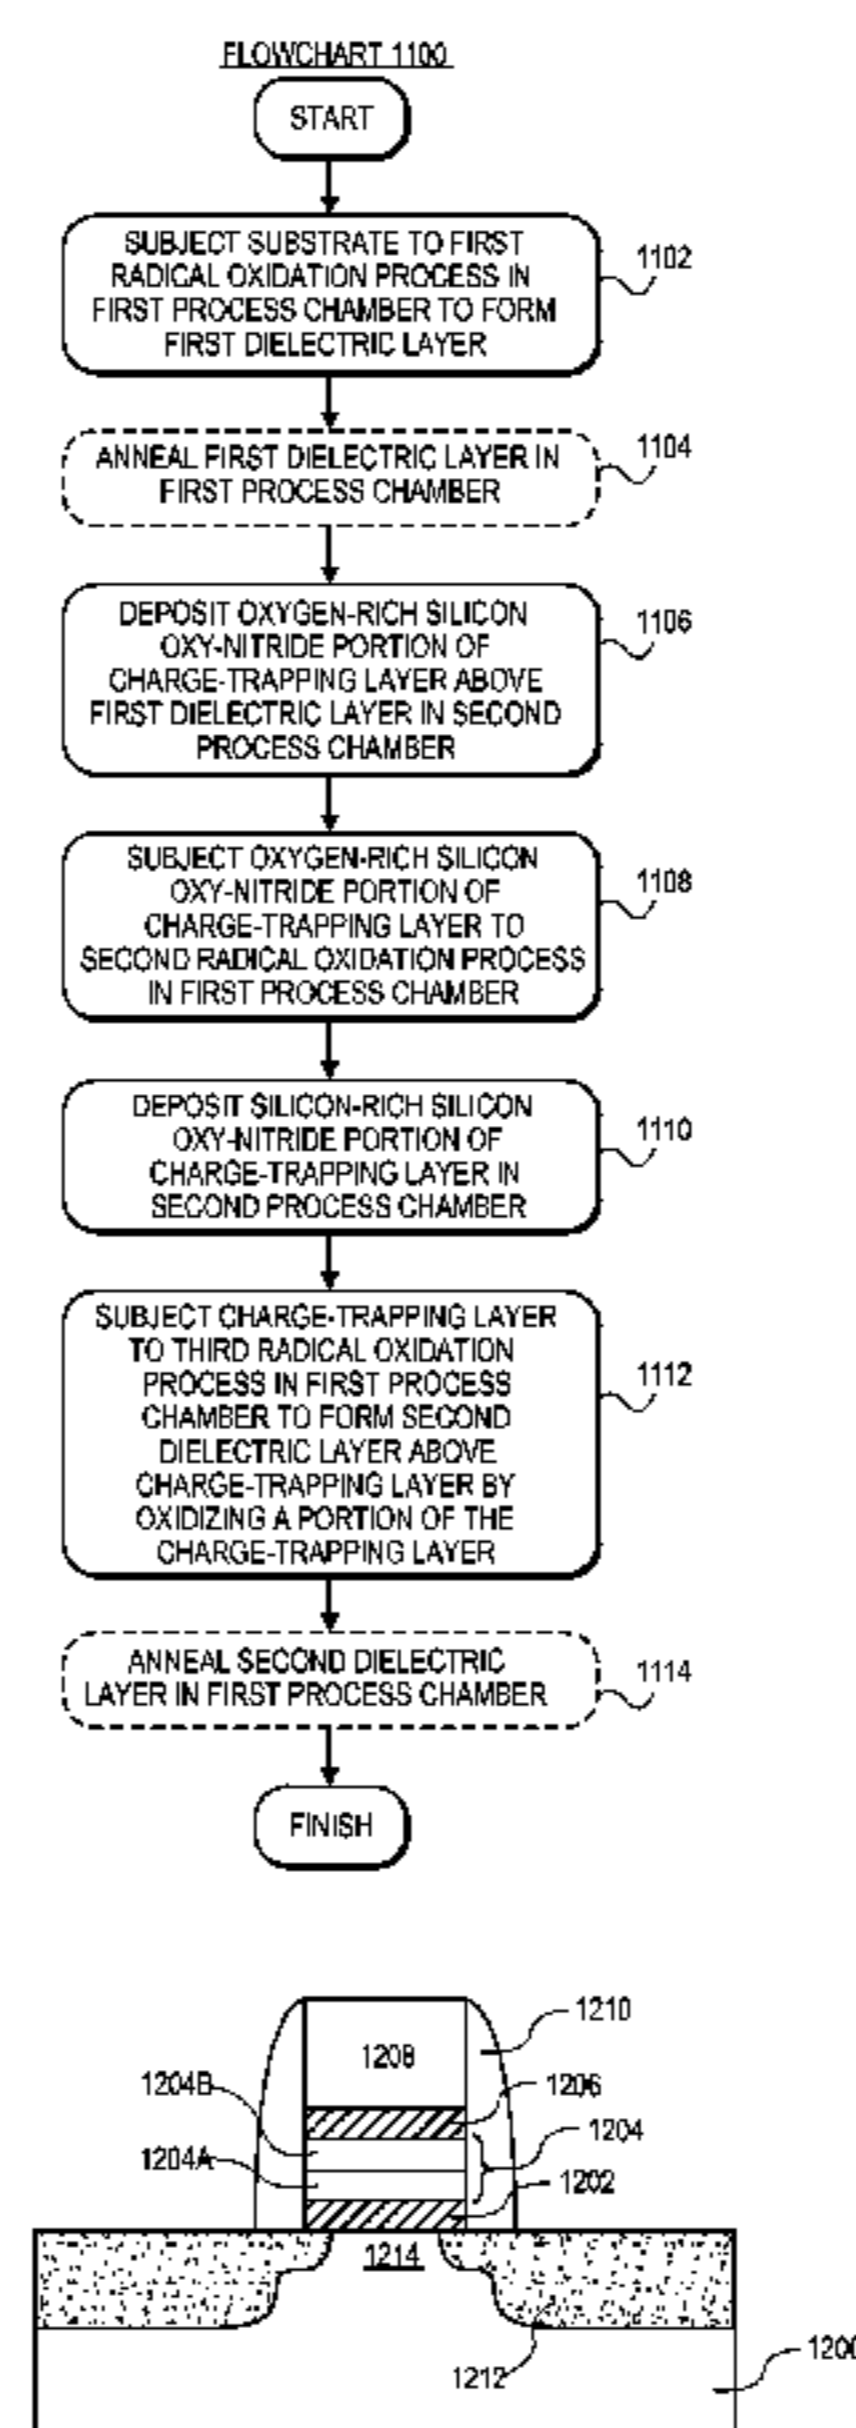 FLOWCHART 1100
START
SUBJECT SUBSTRATE TO FIRST
RADICAL OXIDATION PROCESS IN
FIRST PROCESS CHAMBER TO FORM
FIRST DIELECTRIC LAYER
1102
ANNEAL FIRST DIELECTRIC LAYER IN
FIRST PROCESS CHAMBER
1104
DEPOSIT OXYGEN-RICH SILICON
OXY-NITRIDE PORTION OF
CHARGE-TRAPPING LAYER ABOVE
FIRST DIELECTRIC LAYER IN SECOND
PROCESS CHAMBER
1106
SUBJECT OXYGEN-RICH SILICON
OXY-NITRIDE PORTION OF
CHARGE-TRAPPING LAYER TO
SECOND RADICAL OXIDATION PROCESS
IN FIRST PROCESS CHAMBER
1108
DEPOSIT SILICON-RICH SILICON
OXY-NITRIDE PORTION OF
CHARGE-TRAPPING LAYER IN
SECOND PROCESS CHAMBER
1110
SUBJECT CHARGE-TRAPPING LAYER
TO THIRD RADICAL OXIDATION
PROCESS IN FIRST PROCESS
CHAMBER TO FORM SECOND
DIELECTRIC LAYER ABOVE
CHARGE-TRAPPING LAYER BY
OXIDIZING A PORTION OF THE
CHARGE-TRAPPING LAYER
1112
ANNEAL SECOND DIELECTRIC
LAYER IN FIRST PROCESS CHAMBER
1114
FINISH
1210
1208
1204B
1206
1204
1204A
1202
1214
1212
1200